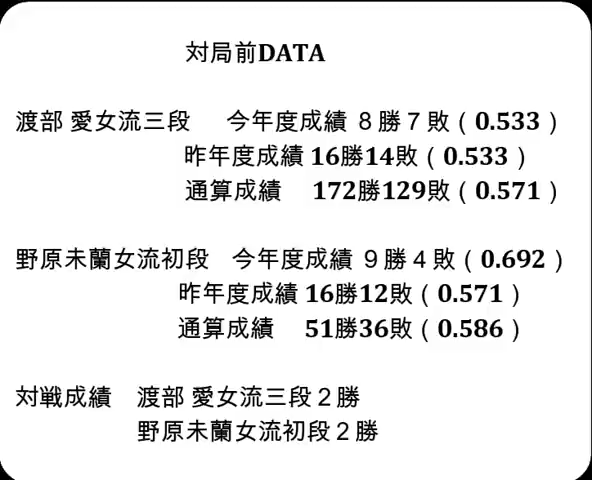 対局前DATA
渡部 愛女流三段 今年度成績 8勝7敗(0.533)
昨年度成績 16勝14敗(0.533)
通算成績 172勝129敗(0.571)
野原未蘭女流初段 今年度成績 9勝4敗(0.692)
昨年度成績 16勝12敗(0.571)
通算成績 51勝36敗(0.586)
対戦成績 渡部 愛女流三段2勝
野原未蘭女流初段2勝